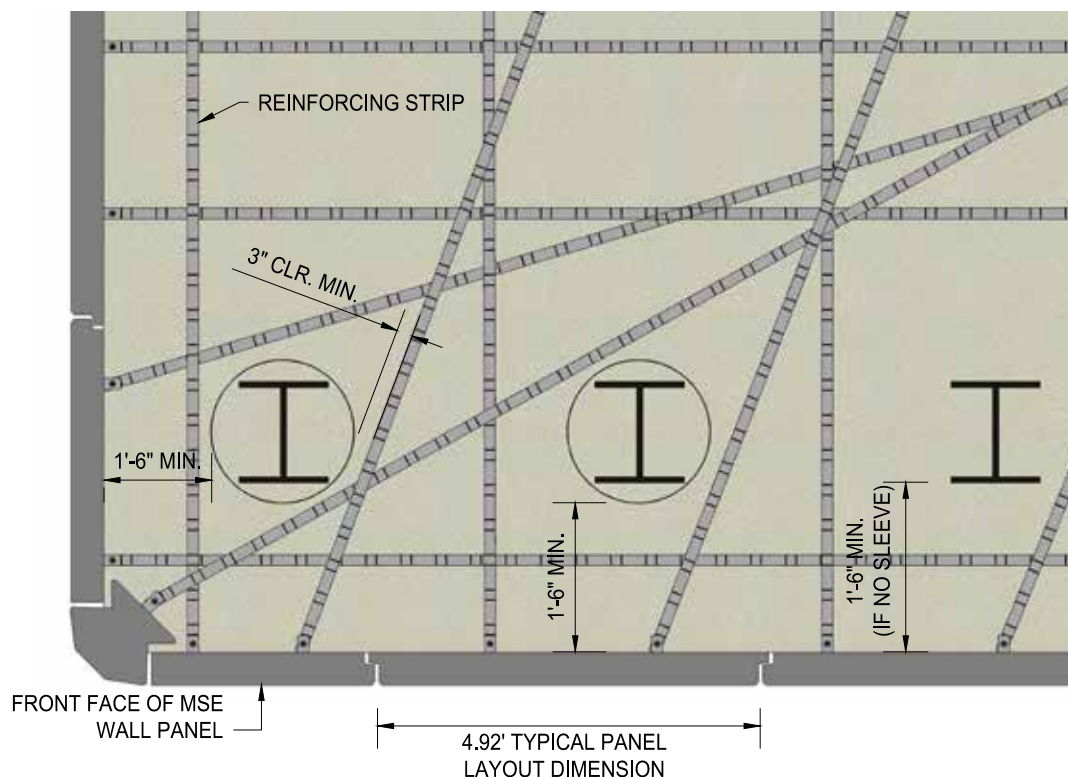 REINFORCING STRIP
3" CLR. MIN.
1'-6" MIN.
1'-6" MIN.
1'-6" MIN.
(IF NO SLEEVE)
FRONT FACE OF MSE
WALL PANEL
4.92' TYPICAL PANEL
LAYOUT DIMENSION